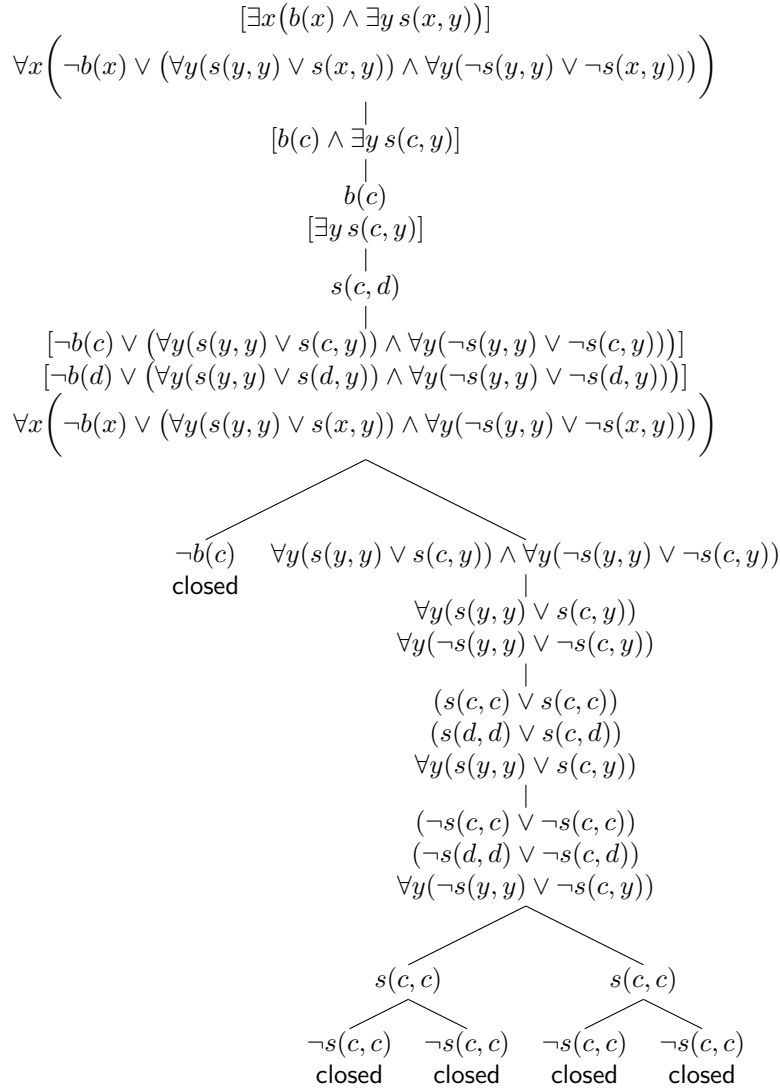 [∃x(b(x) ∧ ∃y s(x, y))]
∀x(¬b(x) ∨ (∀y(s(y, y) ∨ s(x, y)) ∧ ∀y(¬s(y, y) ∨ ¬s(x, y))))
[b(c) ∧ ∃y s(c, y)]
b(c)
[∃y s(c, y)]
s(c, d)
[¬b(c) ∨ (∀y(s(y, y) ∨ s(c, y)) ∧ ∀y(¬s(y, y) ∨ ¬s(c, y)))]
[¬b(d) ∨ (∀y(s(y, y) ∨ s(d, y)) ∧ ∀y(¬s(y, y) ∨ ¬s(d, y)))]
∀x(¬b(x) ∨ (∀y(s(y, y) ∨ s(x, y)) ∧ ∀y(¬s(y, y) ∨ ¬s(x, y))))
¬b(c) ∀y(s(y, y) ∨ s(c, y)) ∧ ∀y(¬s(y, y) ∨ ¬s(c, y))
closed
∀y(s(y, y) ∨ s(c, y))
∀y(¬s(y, y) ∨ ¬s(c, y))
(s(c, c) ∨ s(c, c))
(s(d, d) ∨ s(c, d))
∀y(s(y, y) ∨ s(c, y))
(¬s(c, c) ∨ ¬s(c, c))
(¬s(d, d) ∨ ¬s(c, d))
∀y(¬s(y, y) ∨ ¬s(c, y))
s(c, c) s(c, c)
¬s(c, c) ¬s(c, c) ¬s(c, c) ¬s(c, c)
closed closed closed closed